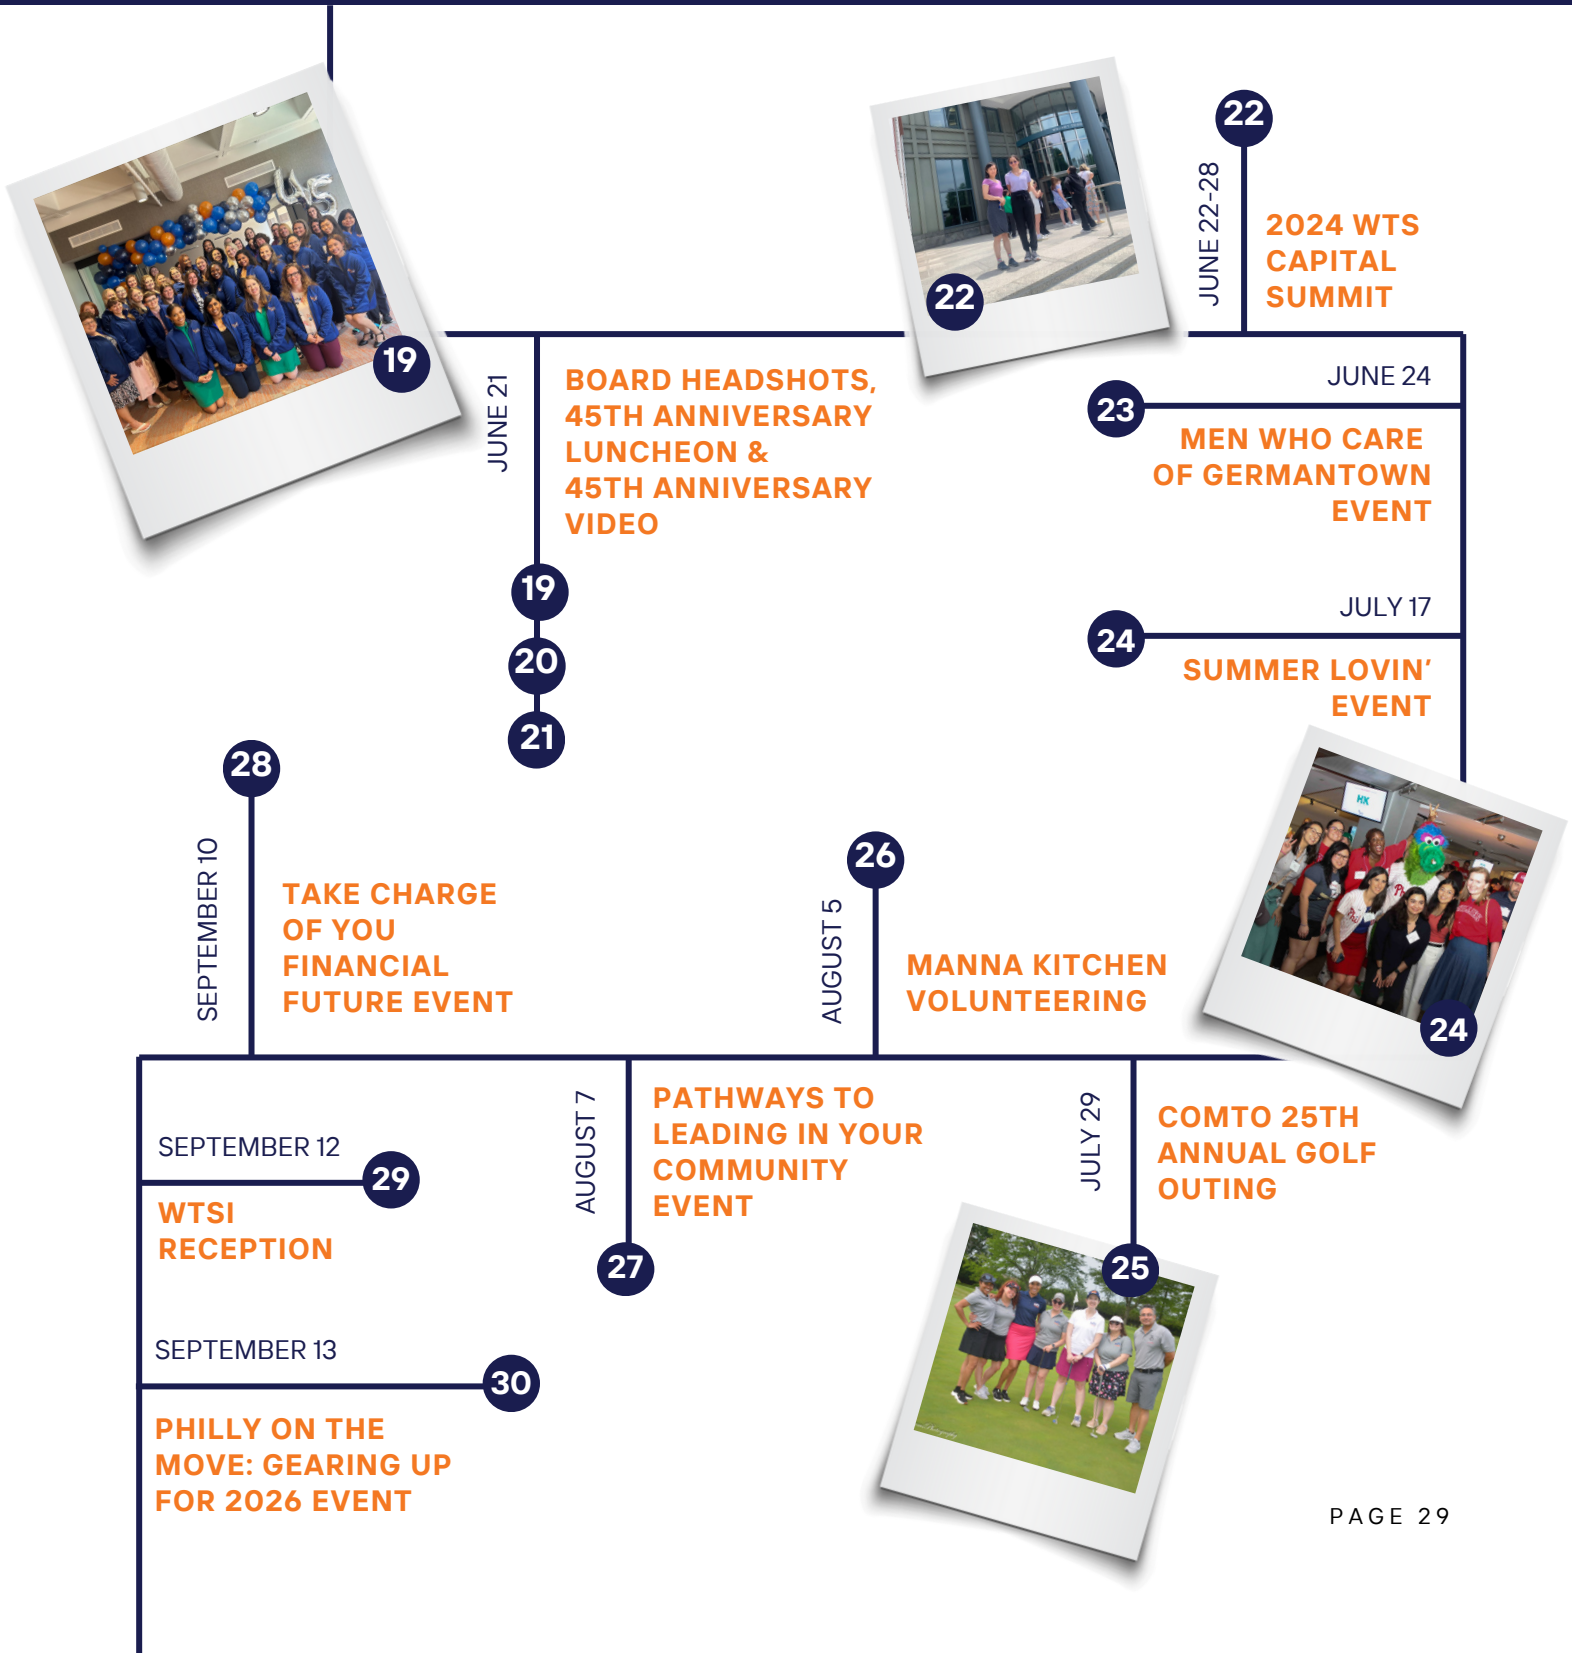 45
19
22
22
JUNE 22-28
2024 WTS
CAPITAL
SUMMIT
JUNE 21
BOARD HEADSHOTS,
45TH ANNIVERSARY
LUNCHEON &
45TH ANNIVERSARY
VIDEO
19
20
21
JUNE 24
23
MEN WHO CARE
OF GERMANTOWN
EVENT
JULY 17
24
SUMMER LOVIN’
EVENT
HK
24
28
SEPTEMBER 10
TAKE CHARGE
OF YOU
FINANCIAL
FUTURE EVENT
26
AUGUST 5
MANNA KITCHEN
VOLUNTEERING
AUGUST 7
PATHWAYS TO
LEADING IN YOUR
COMMUNITY
EVENT
27
JULY 29
COMTO 25TH
ANNUAL GOLF
OUTING
25
SEPTEMBER 12
29
WTSI
RECEPTION
SEPTEMBER 13
30
PHILLY ON THE
MOVE: GEARING UP
FOR 2026 EVENT
PAGE 29